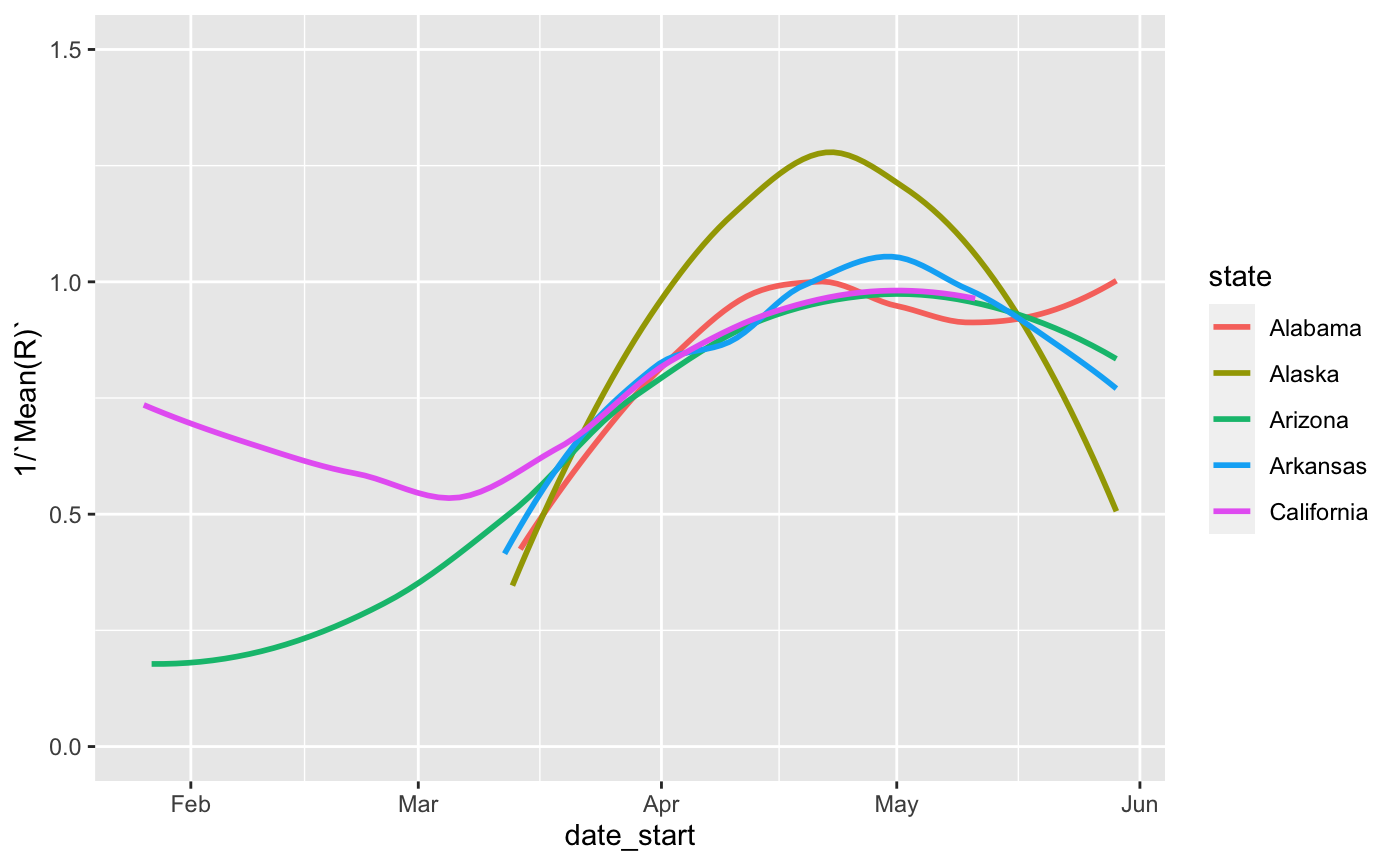 1.5
1.0
0.5
0.0
1/`Mean(R)`
Feb Mar Apr May Jun
date_start
state
Alabama
Alaska
Arizona
Arkansas
California